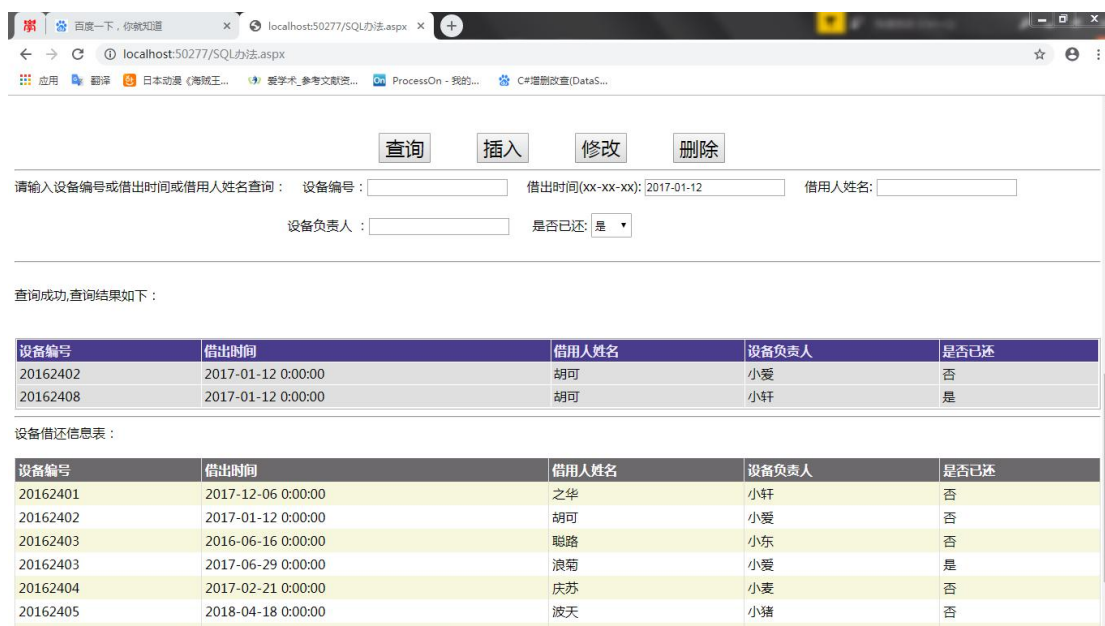 百度一下，你就知道 × localhost:50277/SQL办法.aspx ×
localhost:50277/SQL办法.aspx
应用 翻译 日本动漫《海贼王... 爱学术_参考文献资... On ProcessOn - 我的... C#增删改查(DataS...
查询 插入 修改 删除
请输入设备编号或借出时间或借用人姓名查询： 设备编号： 借出时间(xx-xx-xx): 2017-01-12 借用人姓名:
设备负责人 ： 是否已还: 是
查询成功,查询结果如下：
设备编号 借出时间 借用人姓名 设备负责人 是否已还
20162402 2017-01-12 0:00:00 胡可 小爱 否
20162408 2017-01-12 0:00:00 胡可 小轩 是
设备借还信息表：
设备编号 借出时间 借用人姓名 设备负责人 是否已还
20162401 2017-12-06 0:00:00 之华 小轩 否
20162402 2017-01-12 0:00:00 胡可 小爱 否
20162403 2016-06-16 0:00:00 聪路 小东 否
20162403 2017-06-29 0:00:00 浪菊 小爱 是
20162404 2017-02-21 0:00:00 庆苏 小麦 否
20162405 2018-04-18 0:00:00 波天 小猪 否